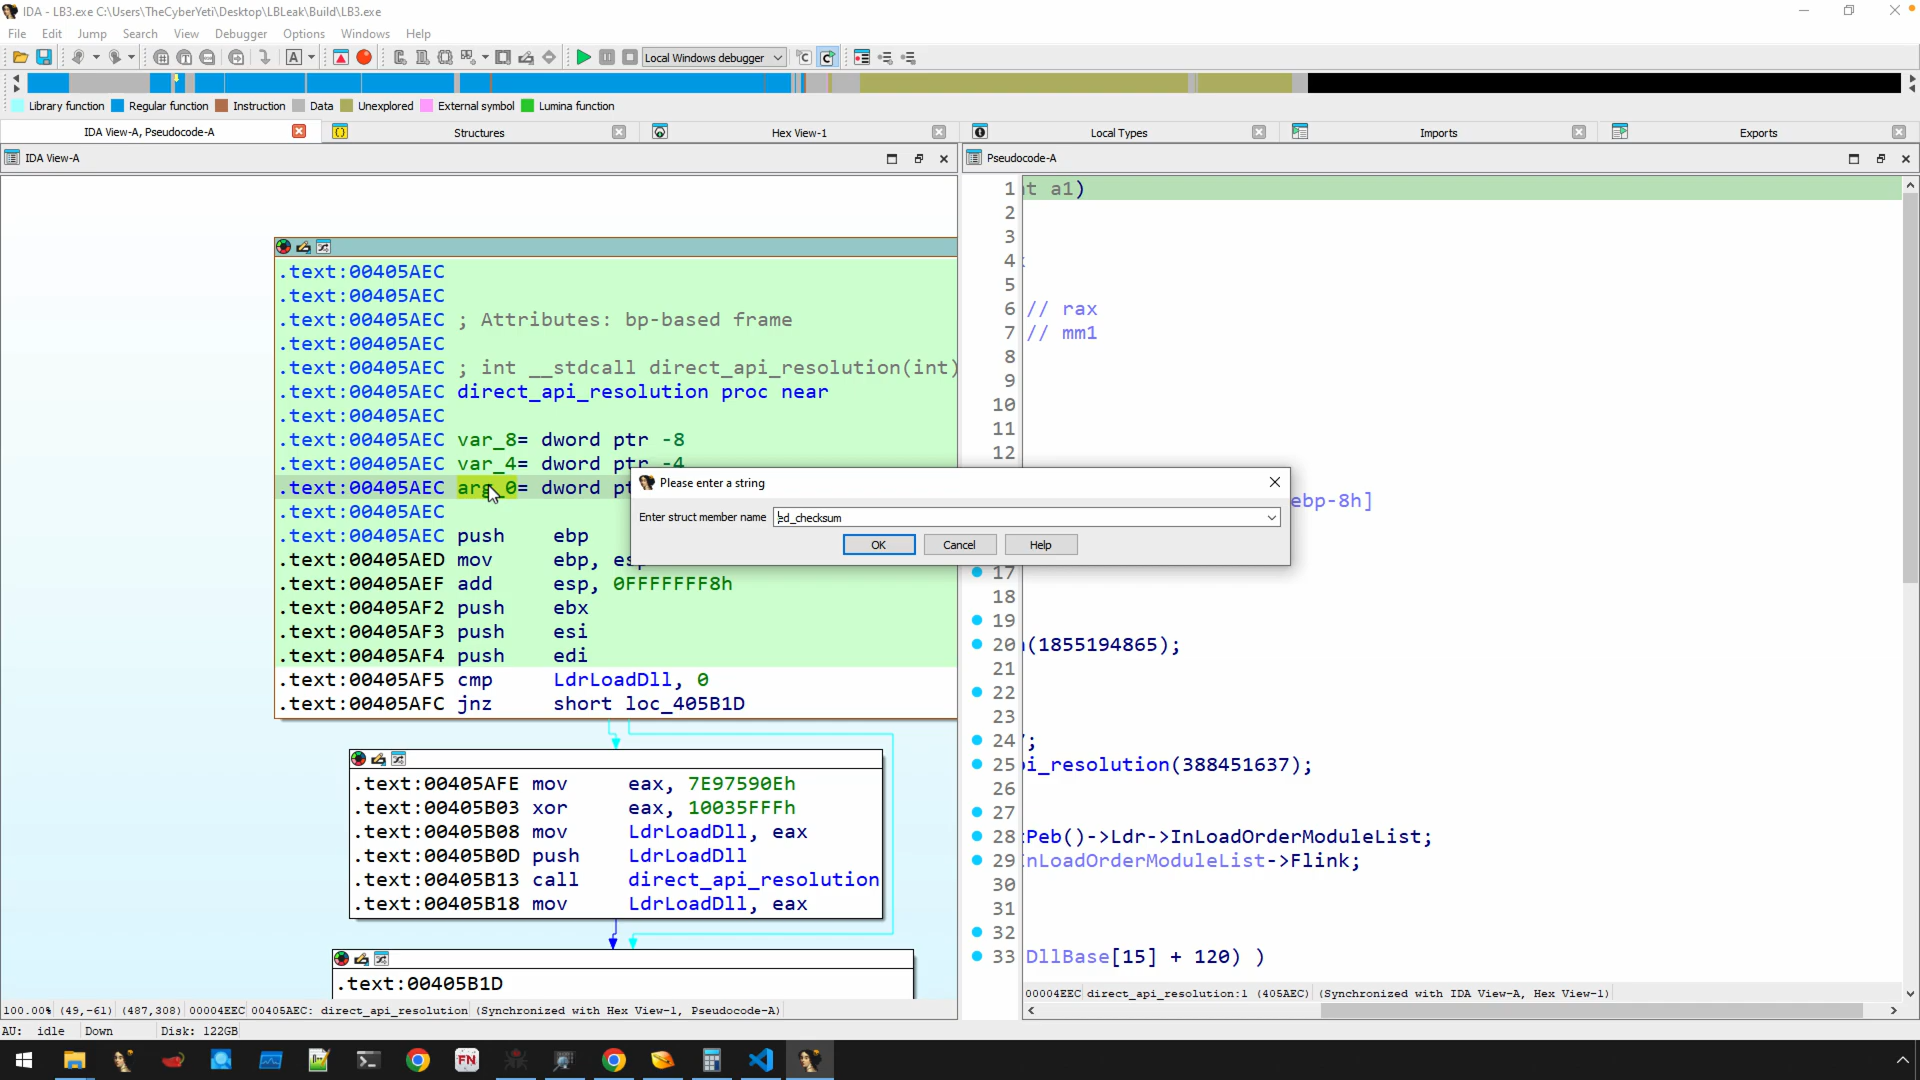 IDA - LB3.exe C:\Users\TheCyberYeti\Desktop\LBLeak\Build\LB3.exe
File Edit Jump Search View Debugger Options Windows Help
Local Windows debugger
Library function Regular function Instruction Data Unexplored External symbol Lumina function
IDA View-A, Pseudocode-A Structures Hex View-1 Local Types Imports Exports
IDA View-A
.text:00405AEC
.text:00405AEC
.text:00405AEC ; Attributes: bp-based frame
.text:00405AEC
.text:00405AEC ; int __stdcall direct_api_resolution(int)
.text:00405AEC direct_api_resolution proc near
.text:00405AEC
.text:00405AEC var_8= dword ptr -8
.text:00405AEC var_4= dword ptr -4
.text:00405AEC arg_0= dword pt
.text:00405AEC
.text:00405AEC push ebp
.text:00405AED mov ebp, esp
.text:00405AEF add esp, 0FFFFFFF8h
.text:00405AF2 push ebx
.text:00405AF3 push esi
.text:00405AF4 push edi
.text:00405AF5 cmp LdrLoadDll, 0
.text:00405AFC jnz short loc_405B1D
.text:00405AFE mov eax, 7E97590Eh
.text:00405B03 xor eax, 10035FFFh
.text:00405B08 mov LdrLoadDll, eax
.text:00405B0D push LdrLoadDll
.text:00405B13 call direct_api_resolution
.text:00405B18 mov LdrLoadDll, eax
.text:00405B1D
100.00% (49,-61) (487,308) 00004EEC 00405AEC: direct_api_resolution (Synchronized with Hex View-1, Pseudocode-A)
Please enter a string
Enter struct member name ed_checksum
OK Cancel Help
Pseudocode-A
1 t a1)
2
3
4
5
6 // rax
7 // mm1
8
9
10
11
12
ebp-8h]
17
18
19
20 (1855194865);
21
22
23
24 ;
25 i_resolution(388451637);
26
27
28 Peb()->Ldr->InLoadOrderModuleList;
29 nLoadOrderModuleList->Flink;
30
31
32
33 DllBase[15] + 120) )
00004EEC direct_api_resolution:1 (405AEC) (Synchronized with IDA View-A, Hex View-1)
AU: idle Down Disk: 122GB
FN